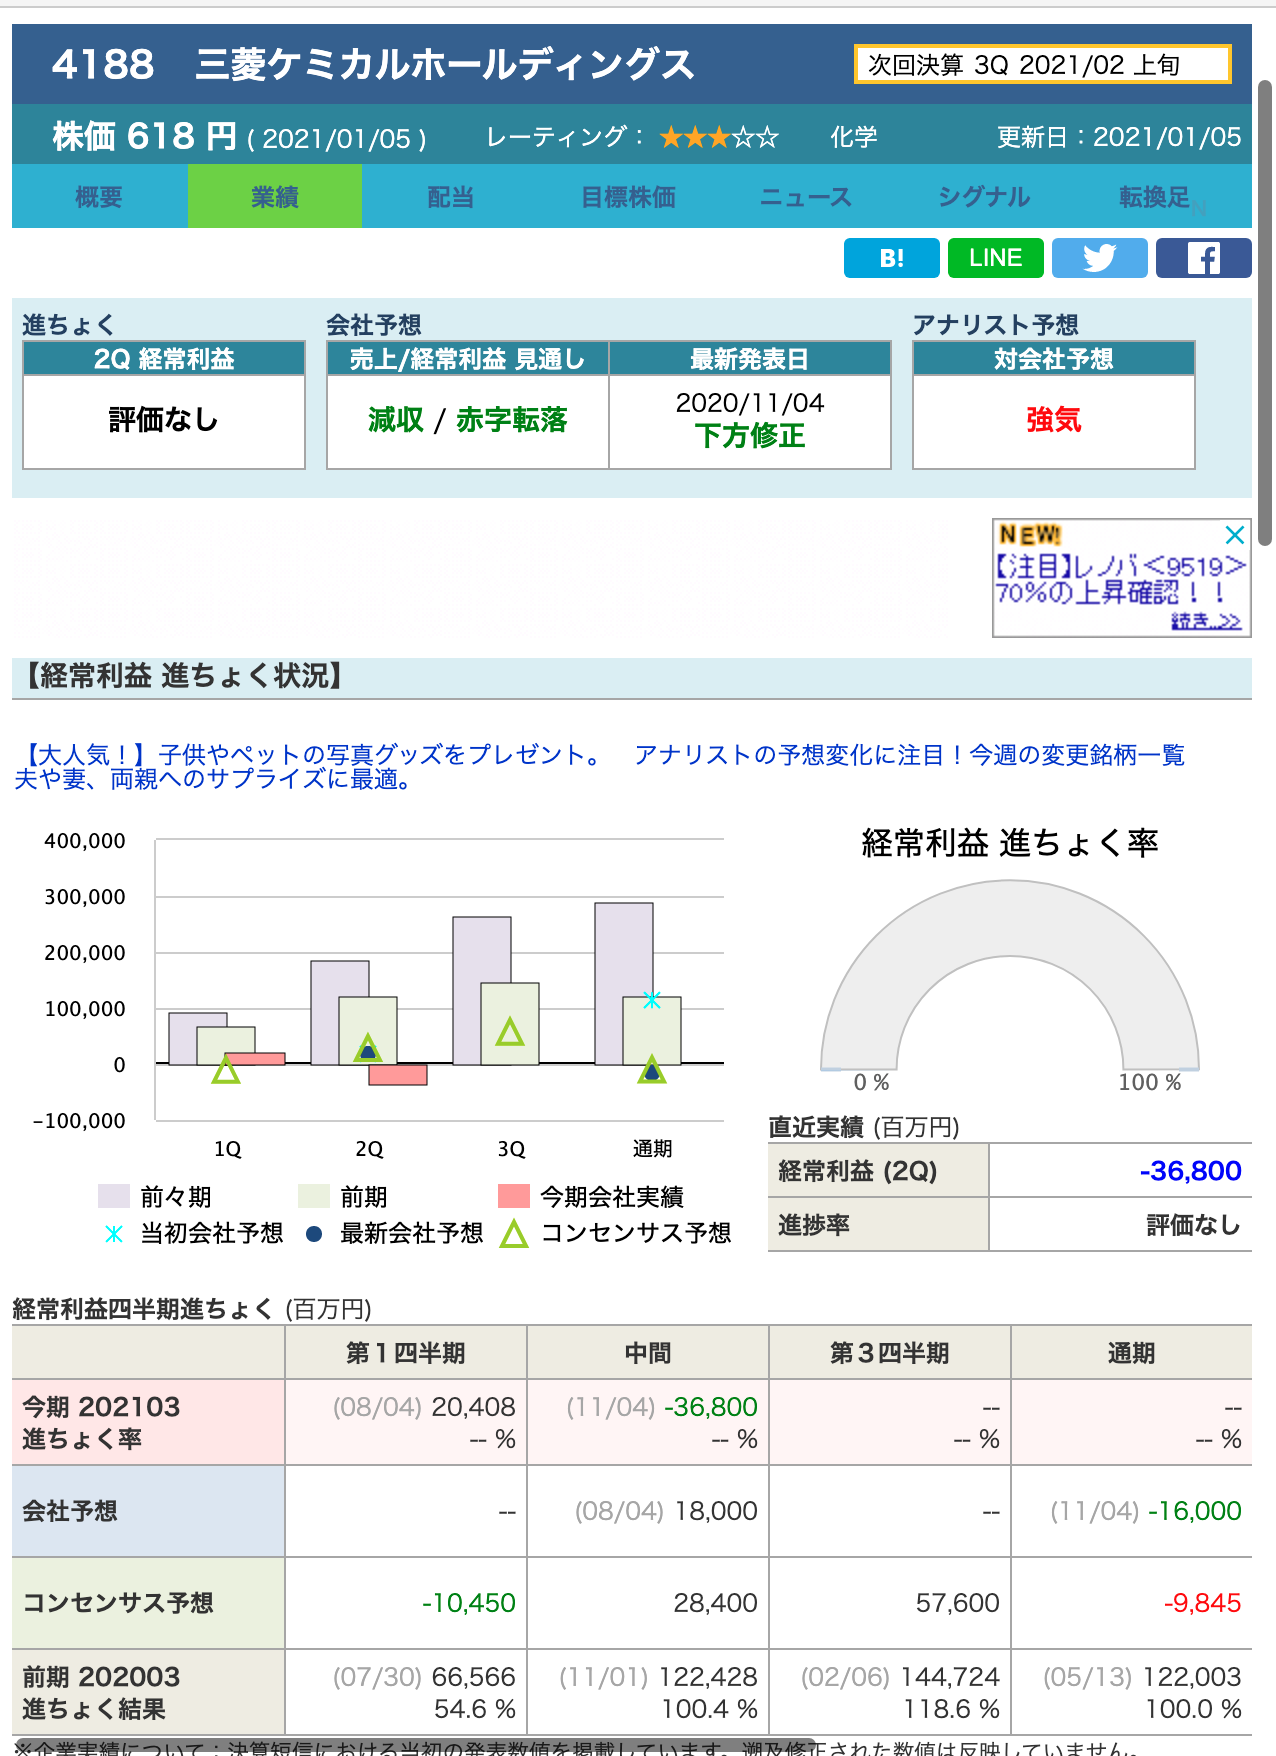 4188　三菱ケミカルホールディングス
次回決算 3Q 2021/02 上旬
株価 618 円 ( 2021/01/05 )
レーティング： ★★★☆☆
化学
更新日：2021/01/05
概要 業績 配当 目標株価 ニュース シグナル 転換足
B! LINE
進ちょく
2Q 経常利益
評価なし
会社予想
売上/経常利益 見通し
減収 / 赤字転落
最新発表日
2020/11/04
下方修正
アナリスト予想
対会社予想
強気
NEW!
【注目】レノバ<9519>
70%の上昇確認！！
続き...>>
【経常利益 進ちょく状況】
【大人気！】子供やペットの写真グッズをプレゼント。
夫や妻、両親へのサプライズに最適。
アナリストの予想変化に注目！今週の変更銘柄一覧
400,000
300,000
200,000
100,000
0
−100,000
1Q 2Q 3Q 通期
前々期 前期 今期会社実績
当初会社予想 最新会社予想 コンセンサス予想
経常利益 進ちょく率
0 % 100 %
直近実績 (百万円)
経常利益 (2Q) -36,800
進捗率 評価なし
経常利益四半期進ちょく (百万円)
第１四半期 中間 第３四半期 通期
今期 202103 (08/04) 20,408 (11/04) -36,800 -- --
進ちょく率 -- % -- % -- % -- %
会社予想 -- (08/04) 18,000 -- (11/04) -16,000
コンセンサス予想 -10,450 28,400 57,600 -9,845
前期 202003 (07/30) 66,566 (11/01) 122,428 (02/06) 144,724 (05/13) 122,003
進ちょく結果 54.6 % 100.4 % 118.6 % 100.0 %
※企業実績について：決算短信における当初の発表数値を掲載しています。遡及修正された数値は反映していません。